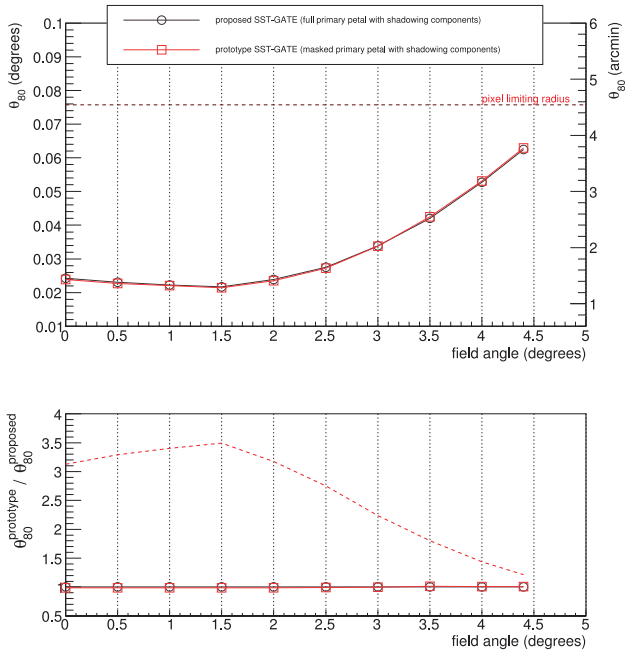 proposed SST-GATE (full primary petal with shadowing components)
prototype SST-GATE (masked primary petal with shadowing components)
θ80 (degrees)
0.1
0.09
0.08
0.07
0.06
0.05
0.04
0.03
0.02
0.01
θ80 (arcmin)
6
5
4
3
2
1
pixel limiting radius
0 0.5 1 1.5 2 2.5 3 3.5 4 4.5 5
field angle (degrees)
θ80 prototype / θ80 proposed
4
3.5
3
2.5
2
1.5
1
0.5
0 0.5 1 1.5 2 2.5 3 3.5 4 4.5 5
field angle (degrees)